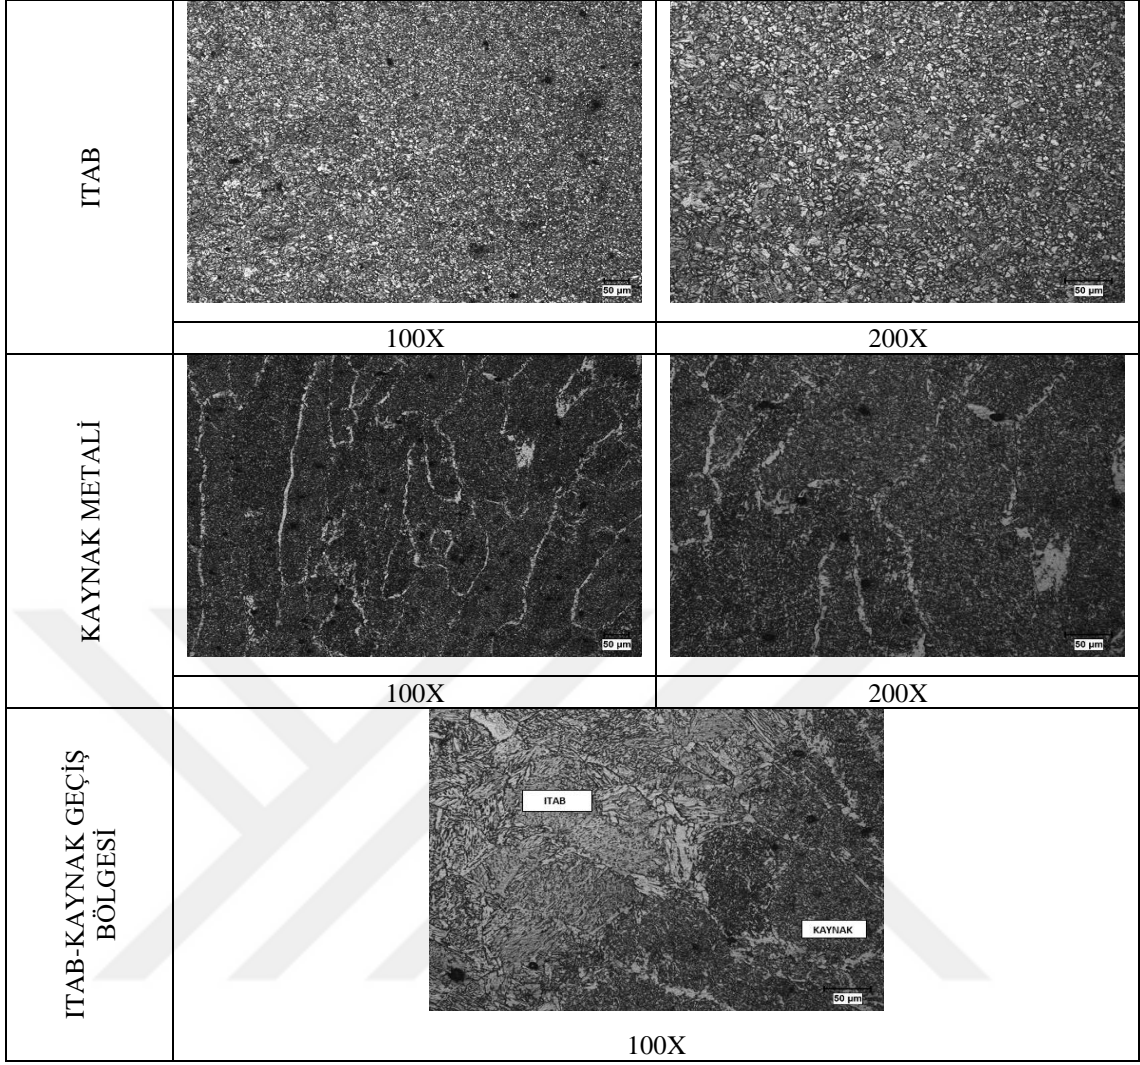 ITAB
50 µm
50 µm
100X
200X
KAYNAK METALİ
50 µm
50 µm
100X
200X
ITAB-KAYNAK GEÇİŞ
BÖLGESİ
ITAB
KAYNAK
50 µm
100X